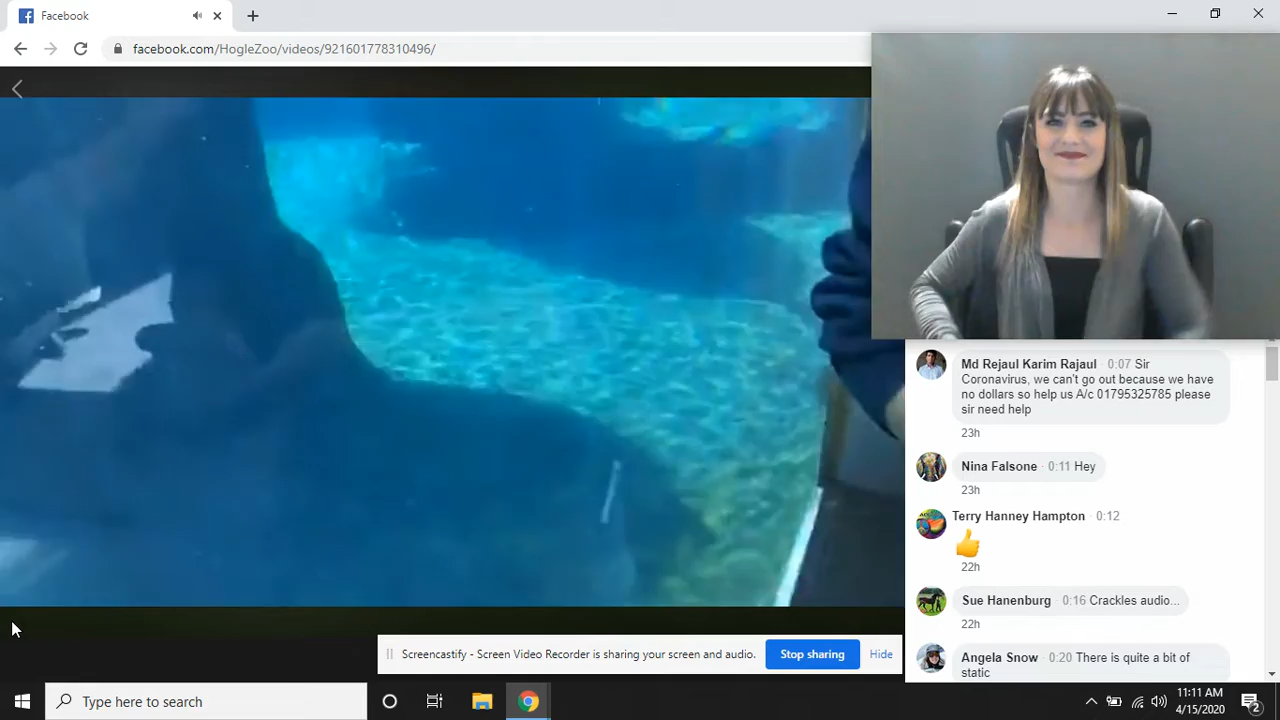 Facebook
facebook.com/HogleZoo/videos/921601778310496/
Md Rejaul Karim Rajaul · 0:07 Sir
Coronavirus, we can't go out because we have
no dollars so help us A/c 01795325785 please
sir need help
23h
Nina Falsone · 0:11 Hey
23h
Terry Hanney Hampton · 0:12
22h
Sue Hanenburg · 0:16 Crackles audio...
22h
Angela Snow · 0:20 There is quite a bit of
static
Screencastify - Screen Video Recorder is sharing your screen and audio.
Stop sharing
Hide
Type here to search
11:11 AM
4/15/2020
2